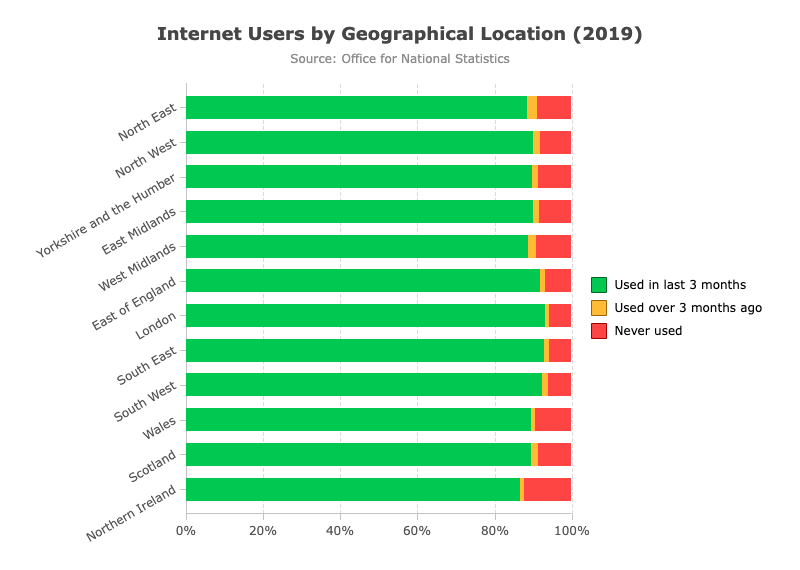 Internet Users by Geographical Location (2019)
Source: Office for National Statistics
North East
North West
Yorkshire and the Humber
East Midlands
West Midlands
East of England
London
South East
South West
Wales
Scotland
Northern Ireland
0% 20% 40% 60% 80% 100%
Used in last 3 months
Used over 3 months ago
Never used